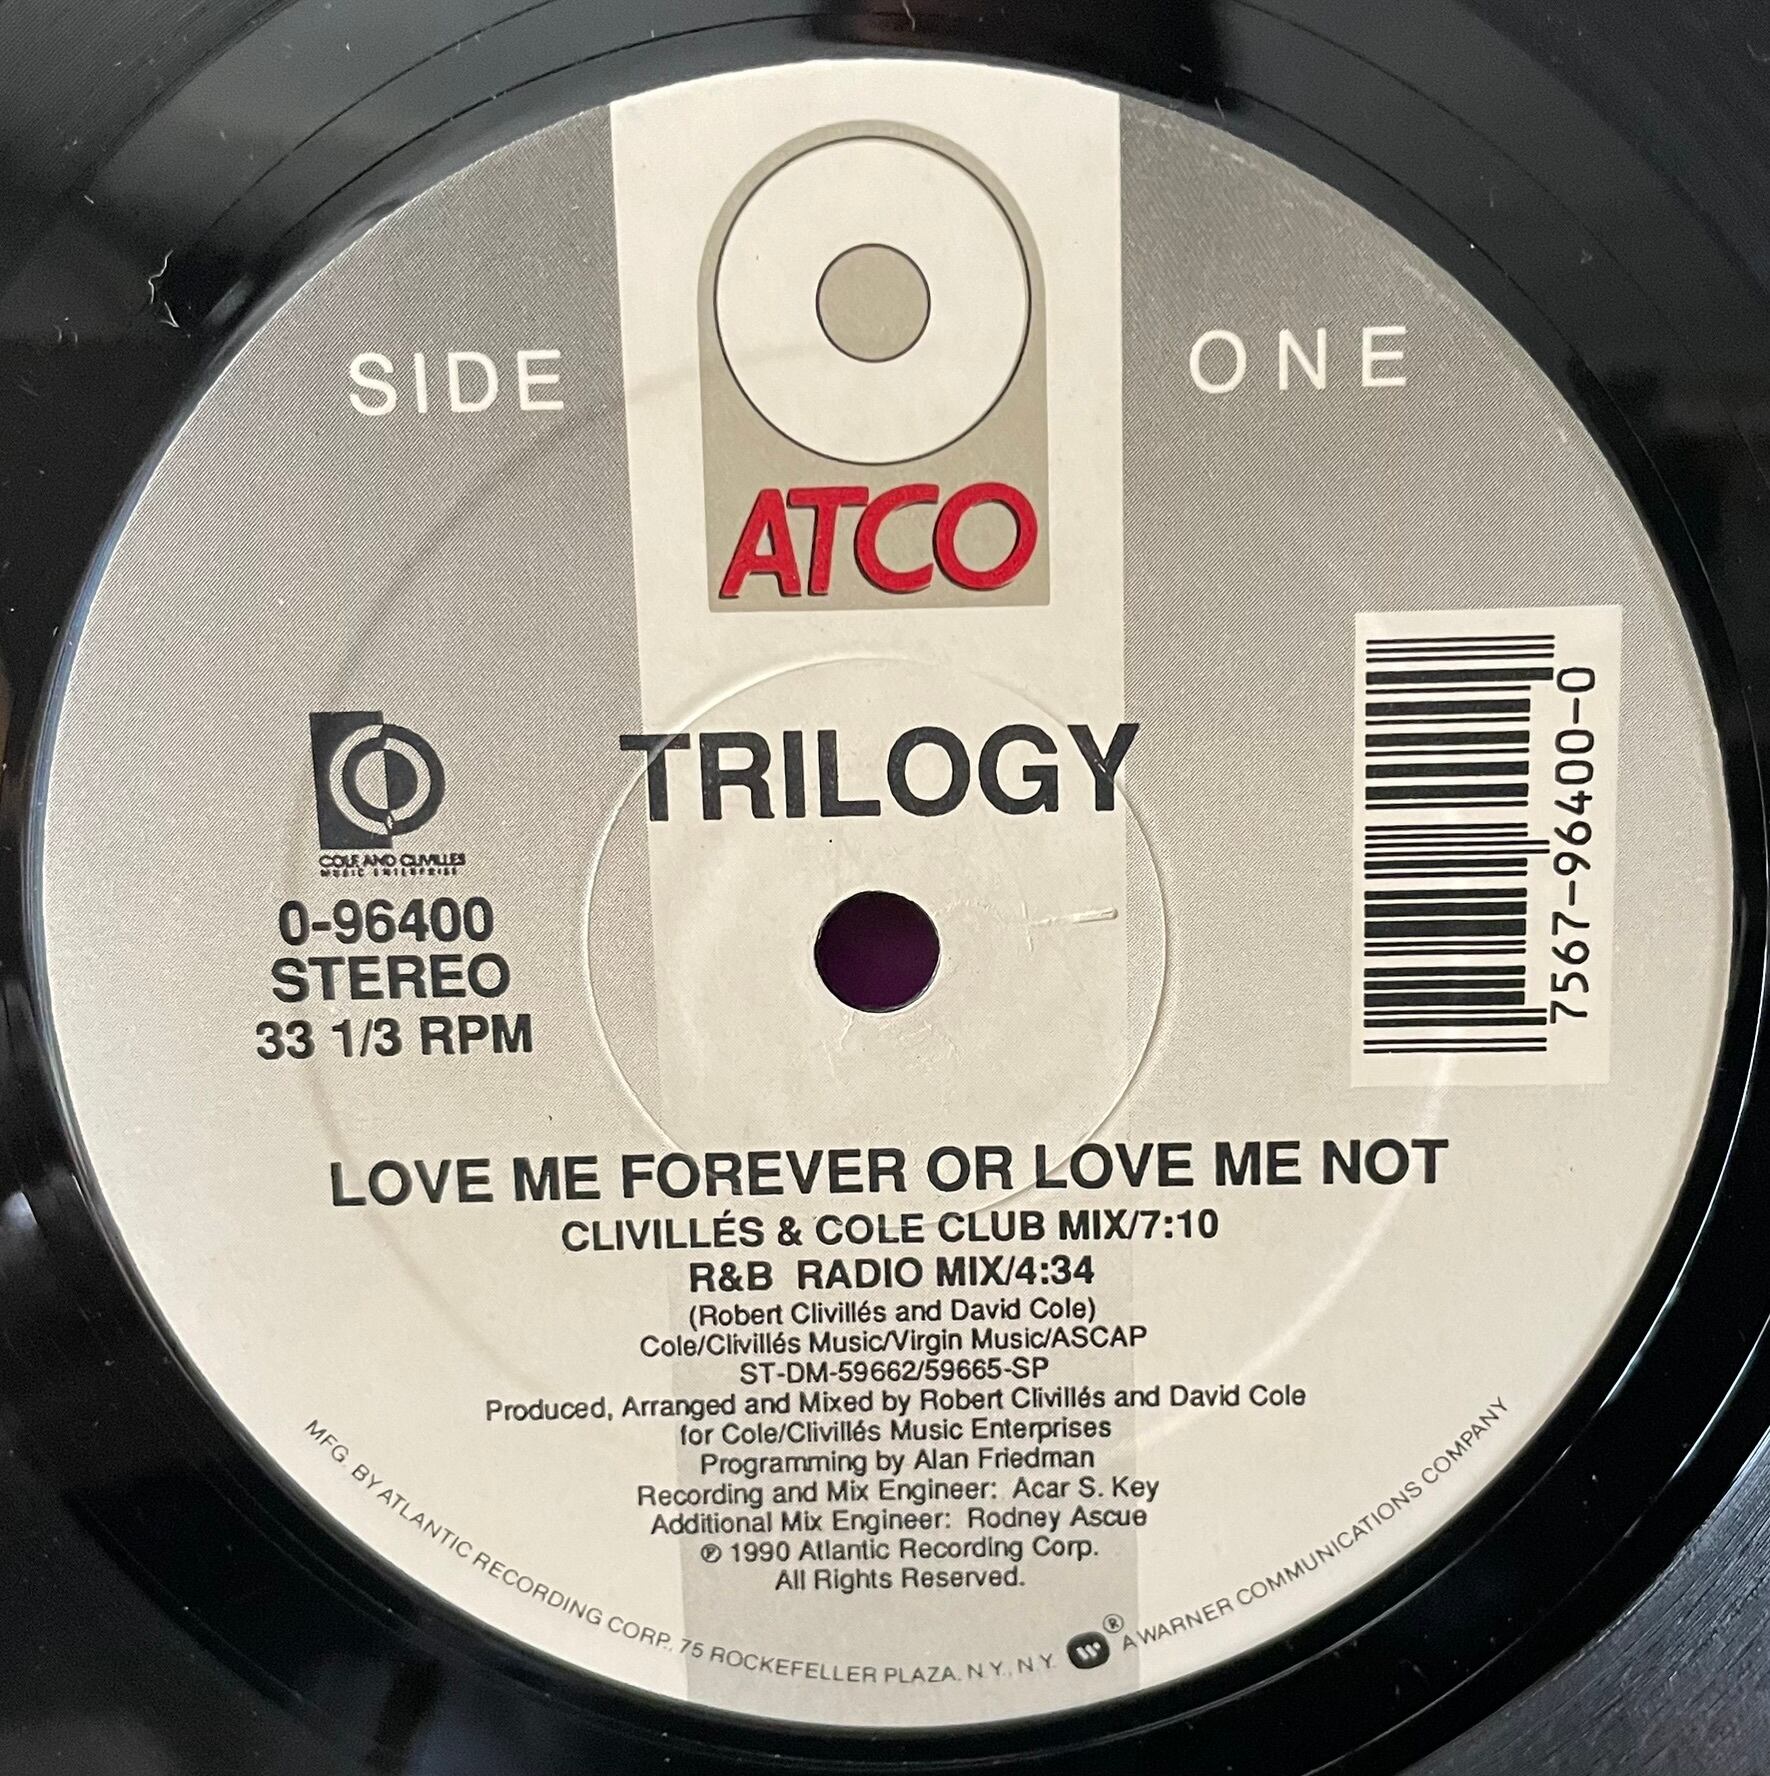 SIDE ONE
ATCO
TRILOGY
COLE AND CLIVILLES
MUSIC ENTERPRISE
0-96400
STEREO
33 1/3 RPM
7567-96400-0
LOVE ME FOREVER OR LOVE ME NOT
CLIVILLÉS & COLE CLUB MIX/7:10
R&B RADIO MIX/4:34
(Robert Clivillés and David Cole)
Cole/Clivillés Music/Virgin Music/ASCAP
ST-DM-59662/59665-SP
Produced, Arranged and Mixed by Robert Clivillés and David Cole
for Cole/Clivillés Music Enterprises
Programming by Alan Friedman
Recording and Mix Engineer: Acar S. Key
Additional Mix Engineer: Rodney Ascue
℗ 1990 Atlantic Recording Corp.
All Rights Reserved.
MFG. BY ATLANTIC RECORDING CORP., 75 ROCKEFELLER PLAZA, N.Y., N.Y. ® A WARNER COMMUNICATIONS COMPANY